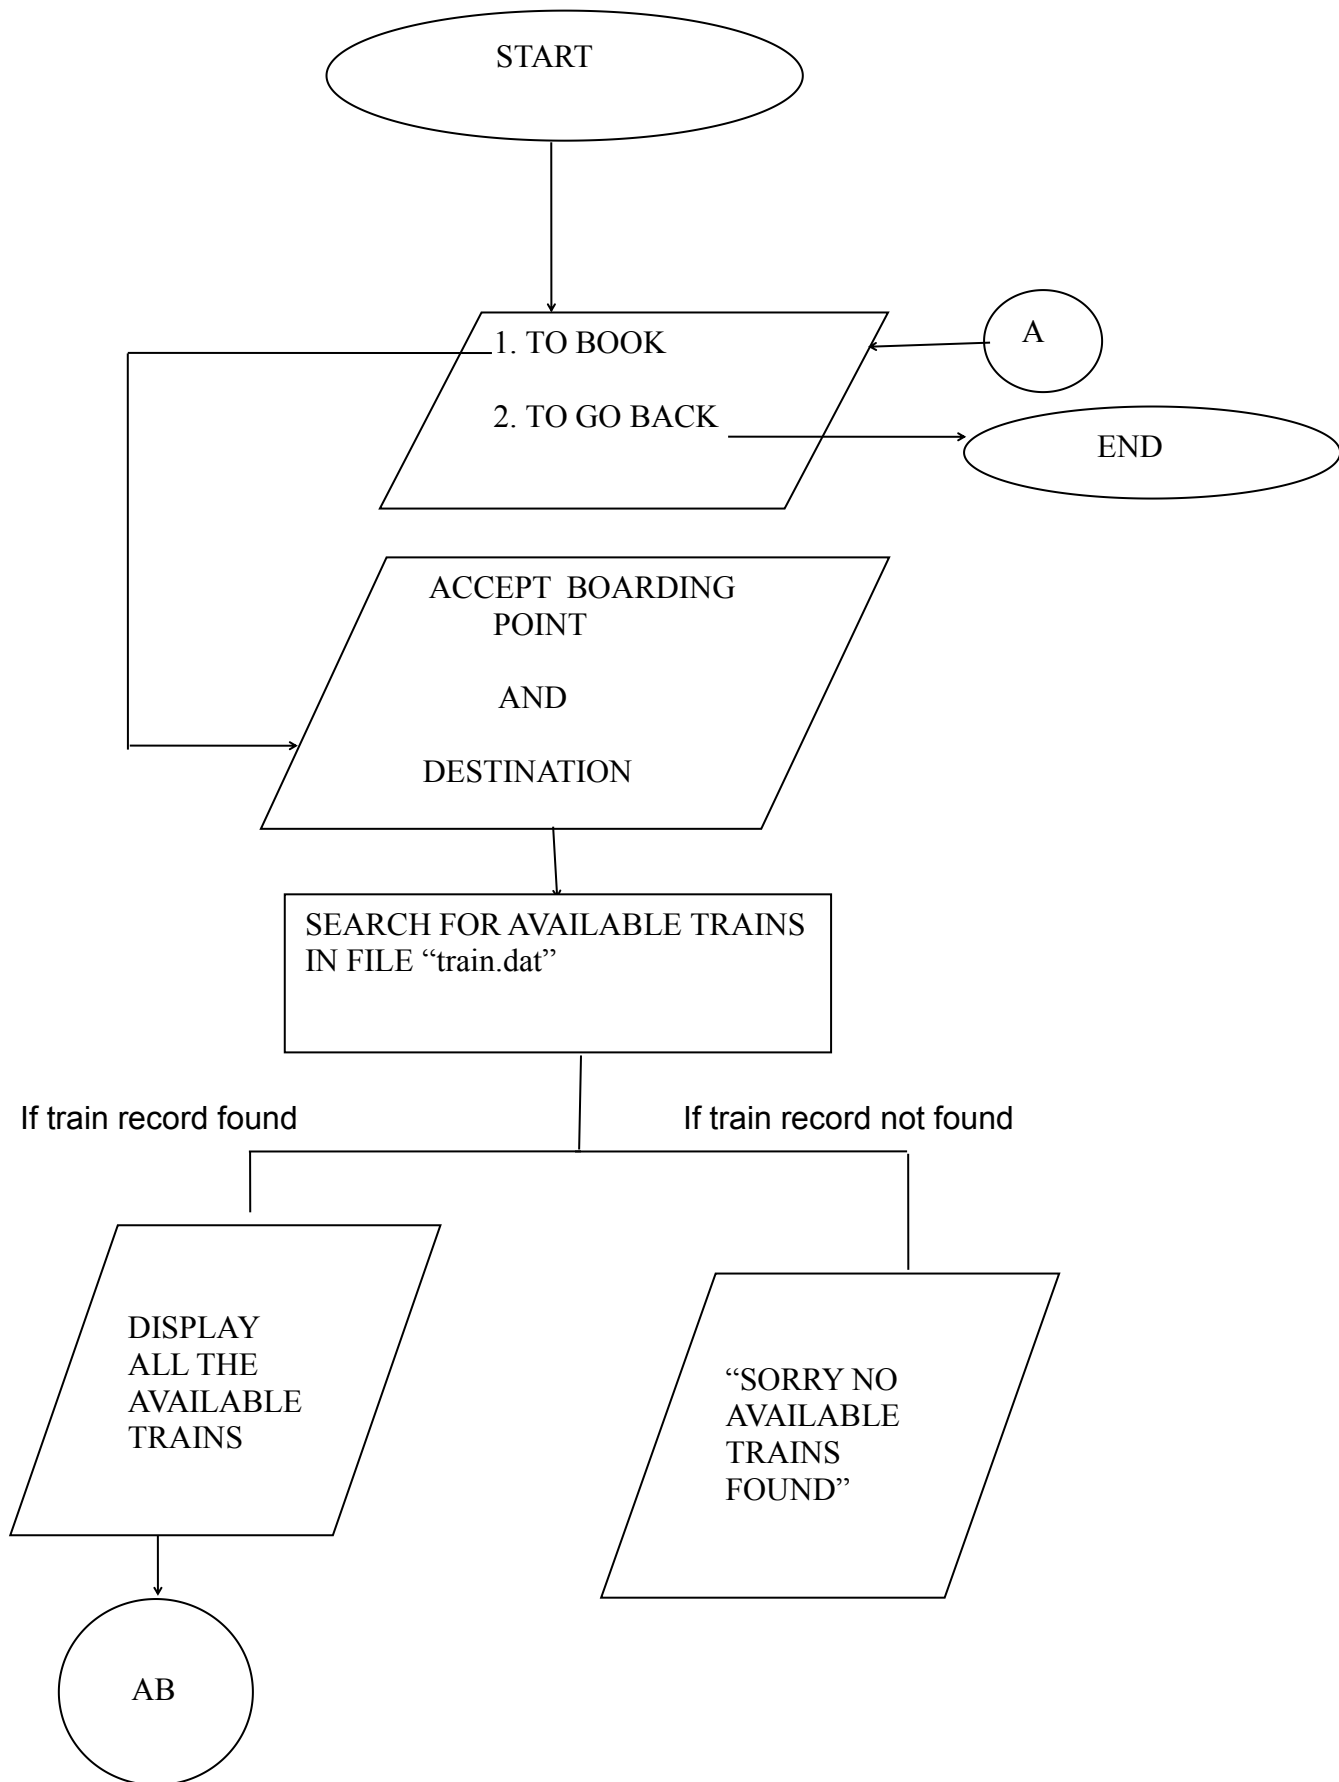 START
1. TO BOOK
A
2. TO GO BACK
END
ACCEPT BOARDING
POINT
AND
DESTINATION
SEARCH FOR AVAILABLE TRAINS
IN FILE “train.dat”
If train record found
If train record not found
DISPLAY
ALL THE
AVAILABLE
TRAINS
“SORRY NO
AVAILABLE
TRAINS
FOUND”
AB